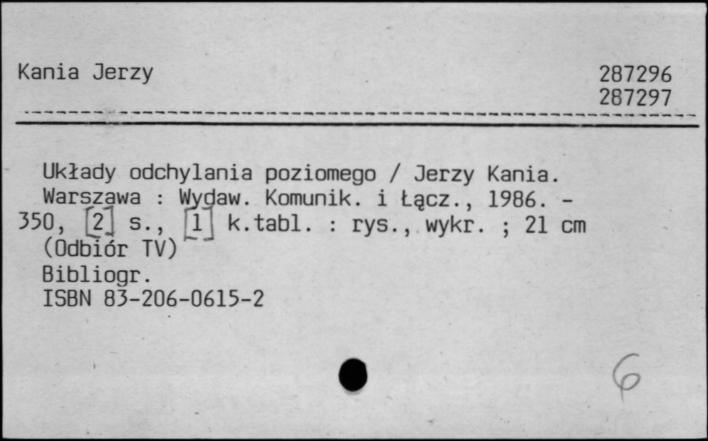 Kania Jerzy 287296
287297
Układy odchylania poziomego / Jerzy Kania.
Warszawa : Wydaw. Komunik. i Łącz., 1986. -
350, [2] s., [1] k.tabl. : rys., wykr. ; 21 cm
(Odbiór TV)
Bibliogr.
ISBN 83-206-0615-2
6